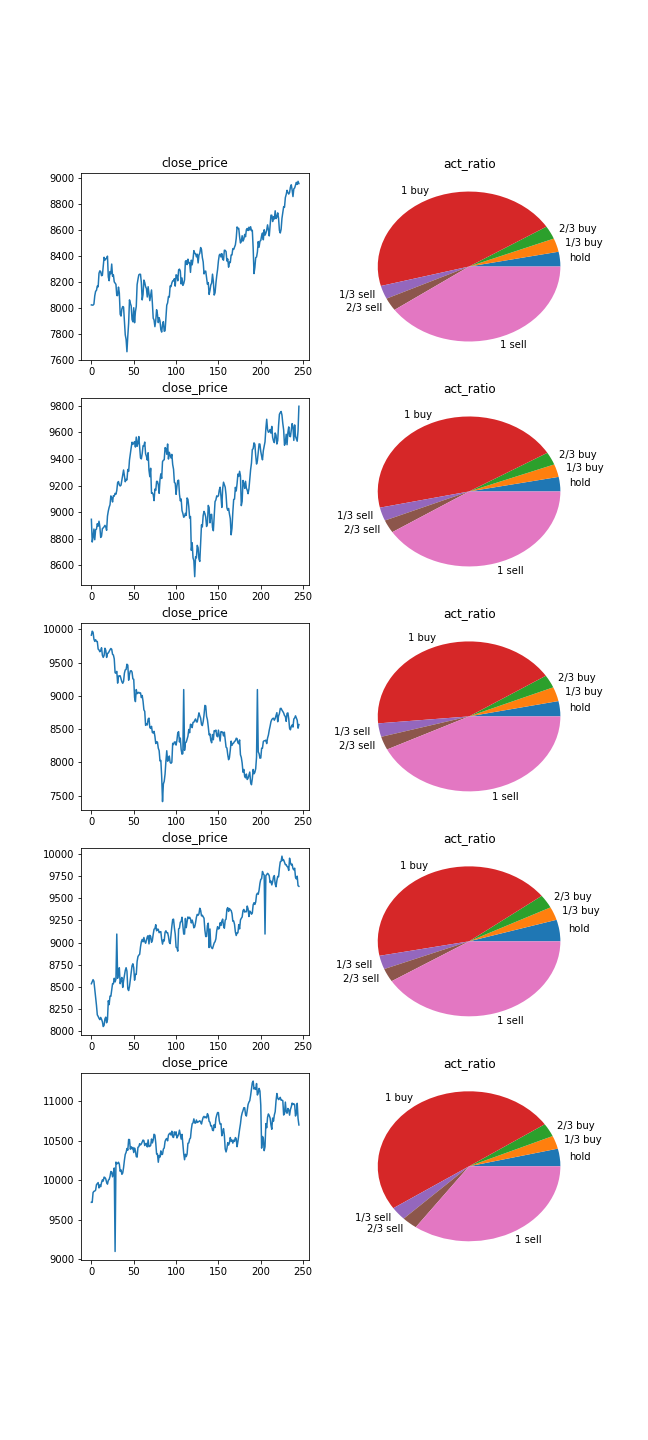 close_price
9000
8800
8600
8400
8200
8000
7800
7600
0 50 100 150 200 250
act_ratio
1 buy
2/3 buy
1/3 buy
hold
1/3 sell
2/3 sell
1 sell
close_price
9800
9600
9400
9200
9000
8800
8600
0 50 100 150 200 250
act_ratio
1 buy
2/3 buy
1/3 buy
hold
1/3 sell
2/3 sell
1 sell
close_price
10000
9500
9000
8500
8000
7500
0 50 100 150 200 250
act_ratio
1 buy
2/3 buy
1/3 buy
hold
1/3 sell
2/3 sell
1 sell
close_price
10000
9750
9500
9250
9000
8750
8500
8250
8000
0 50 100 150 200 250
act_ratio
1 buy
2/3 buy
1/3 buy
hold
1/3 sell
2/3 sell
1 sell
close_price
11000
10500
10000
9500
9000
0 50 100 150 200 250
act_ratio
1 buy
2/3 buy
1/3 buy
hold
1/3 sell
2/3 sell
1 sell